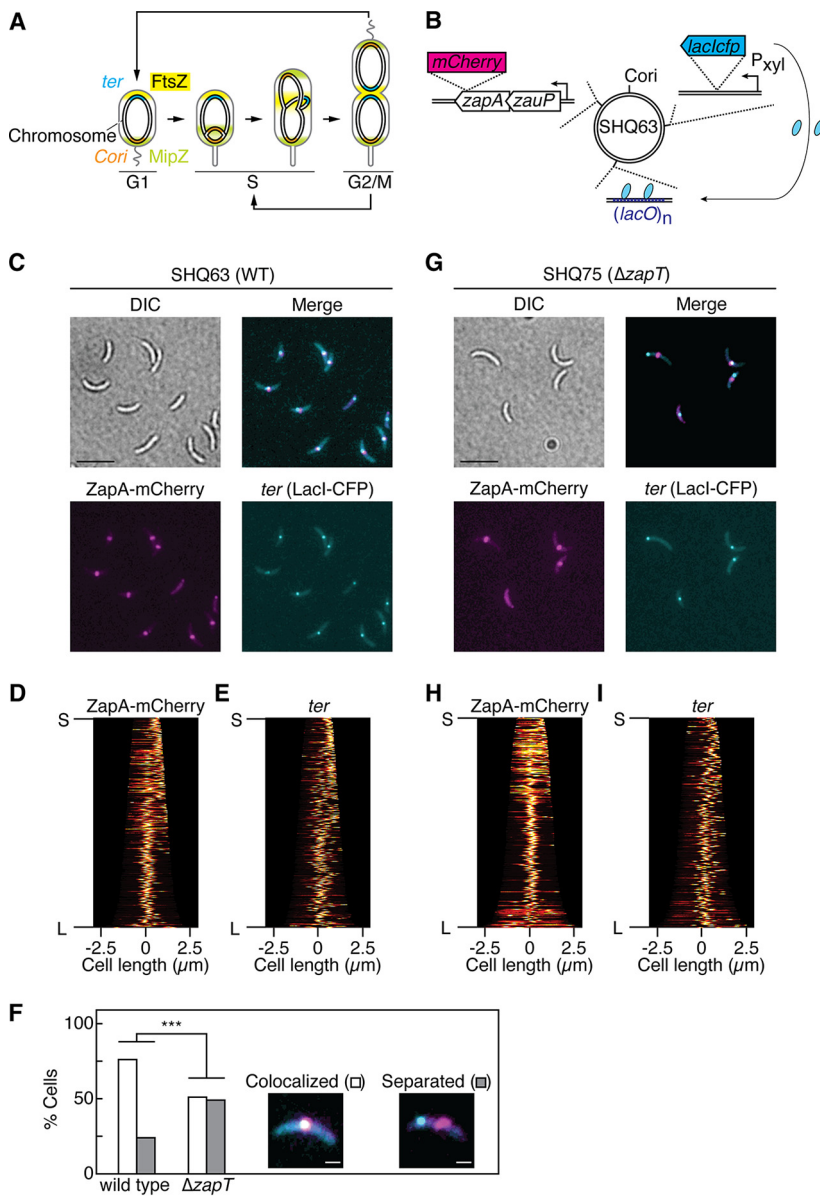 A
ter
FtsZ
Chromosome
Cori
MipZ
G1
S
G2/M
B
mCherry
zapA
zauP
Cori
SHQ63
lacIcfp
Pxyl
(lacO)n
C
SHQ63 (WT)
DIC
Merge
ZapA-mCherry
ter (LacI-CFP)
G
SHQ75 (ΔzapT)
DIC
Merge
ZapA-mCherry
ter (LacI-CFP)
D
ZapA-mCherry
S
L
-2.5 0 2.5
Cell length (µm)
E
ter
S
L
-2.5 0 2.5
Cell length (µm)
H
ZapA-mCherry
S
L
-2.5 0 2.5
Cell length (µm)
I
ter
S
L
-2.5 0 2.5
Cell length (µm)
F
% Cells
100
50
0
***
wild type
ΔzapT
Colocalized (□)
Separated (■)